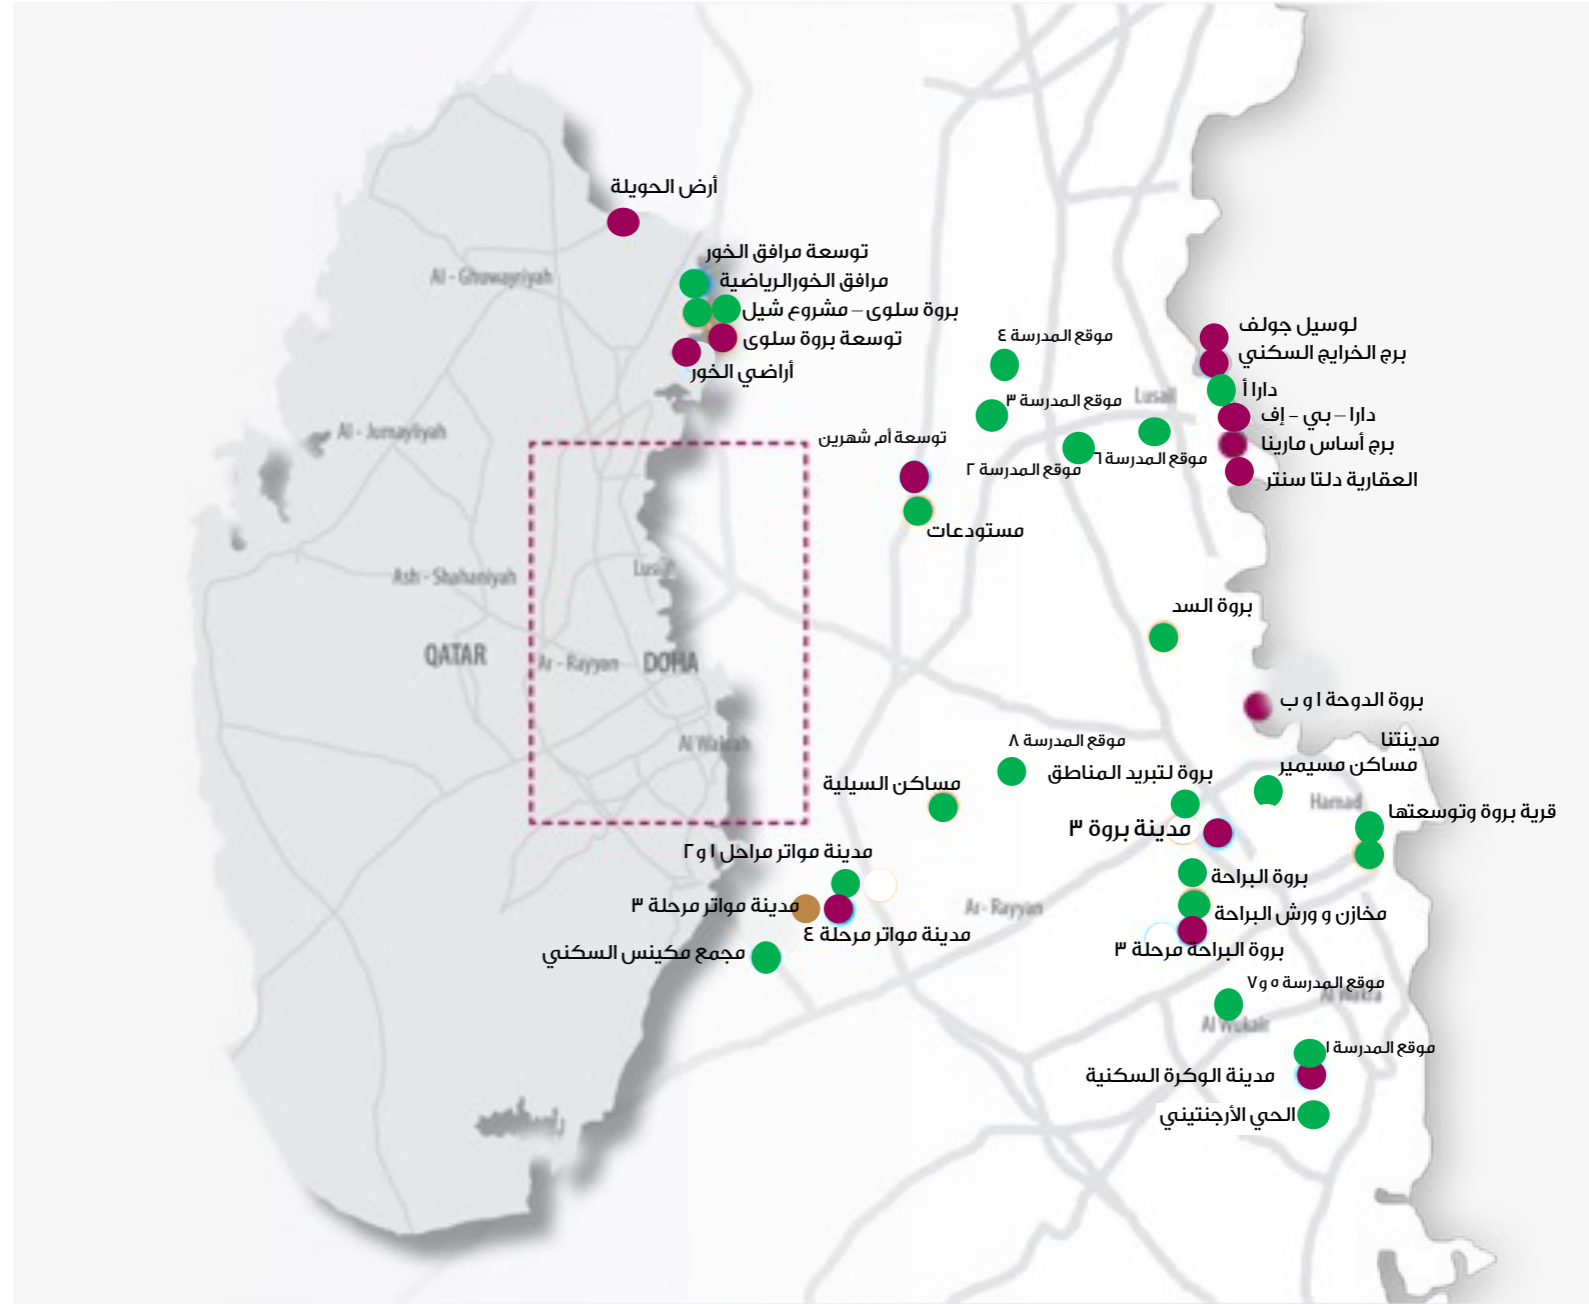 أرض الحويلة
توسعة مرافق الخور
مرافق الخورالرياضية
بروة سلوى – مشروع شيل
توسعة بروة سلوى
أراضي الخور
Al - Ghuwayriyah
Al - Jumayliyah
Ash - Shahaniyah
QATAR
Ar - Rayyan
DOHA
Al Wakrah
موقع المدرسة ٤
موقع المدرسة ٣
توسعة أم شهرين
موقع المدرسة ٢
موقع المدرسة ٦
مستودعات
Lusail
لوسيل جولف
برج الخرايج السكني
دارا أ
دارا – بي - إف
برج أساس مارينا
العقارية دلتا سنتر
بروة السد
بروة الدوحة ا و ب
مدينتنا
مساكن مسيمير
موقع المدرسة ٨
بروة لتبريد المناطق
مساكن السيلية
Hamad
قرية بروة وتوسعتها
مدينة بروة ٣
مدينة مواتر مراحل ١ و٢
بروة البراحة
مدينة مواتر مرحلة ٣
Ar - Rayyan
مخازن و ورش البراحة
مدينة مواتر مرحلة ٤
بروة البراحة مرحلة ٣
مجمع مكينس السكني
موقع المدرسة ٥ و٧
Al Wakra
Al Wukair
موقع المدرسة ١
مدينة الوكرة السكنية
الحي الأرجنتيني